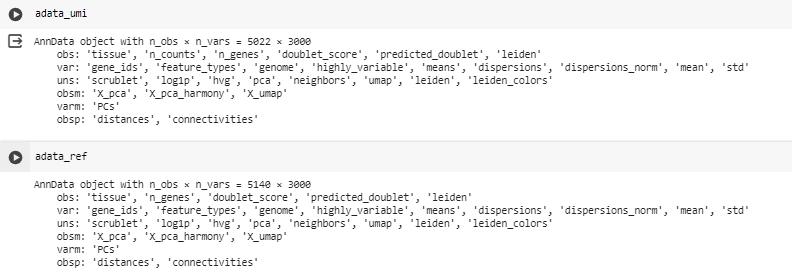 adata_umi
AnnData object with n_obs × n_vars = 5022 × 3000
obs: 'tissue', 'n_counts', 'n_genes', 'doublet_score', 'predicted_doublet', 'leiden'
var: 'gene_ids', 'feature_types', 'genome', 'highly_variable', 'means', 'dispersions', 'dispersions_norm', 'mean', 'std'
uns: 'scrublet', 'log1p', 'hvg', 'pca', 'neighbors', 'umap', 'leiden', 'leiden_colors'
obsm: 'X_pca', 'X_pca_harmony', 'X_umap'
varm: 'PCs'
obsp: 'distances', 'connectivities'
adata_ref
AnnData object with n_obs × n_vars = 5140 × 3000
obs: 'tissue', 'n_genes', 'doublet_score', 'predicted_doublet', 'leiden'
var: 'gene_ids', 'feature_types', 'genome', 'highly_variable', 'means', 'dispersions', 'dispersions_norm', 'mean', 'std'
uns: 'scrublet', 'log1p', 'hvg', 'pca', 'neighbors', 'umap', 'leiden', 'leiden_colors'
obsm: 'X_pca', 'X_pca_harmony', 'X_umap'
varm: 'PCs'
obsp: 'distances', 'connectivities'